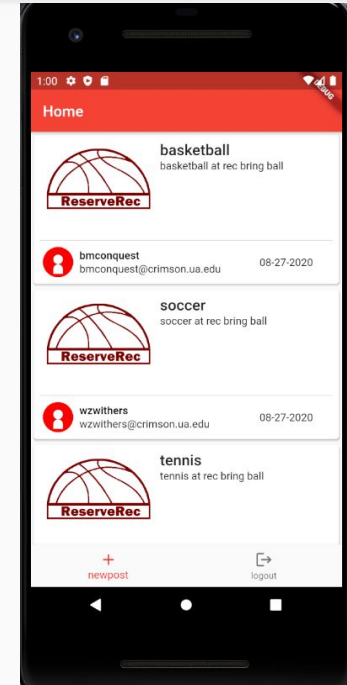 1:00
DEBUG
Home
basketball
basketball at rec bring ball
ReserveRec
bmconquest
bmconquest@crimson.ua.edu
08-27-2020
soccer
soccer at rec bring ball
ReserveRec
wzwithers
wzwithers@crimson.ua.edu
08-27-2020
tennis
tennis at rec bring ball
ReserveRec
newpost
logout